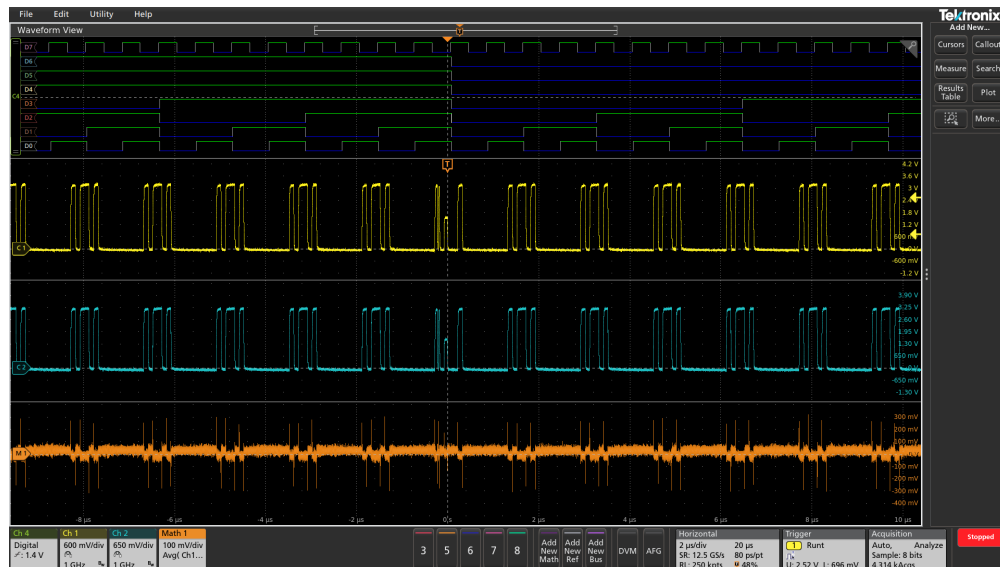 File Edit Utility Help
Tektronix
Waveform View
Add New...
T
Cursors Callout
Measure Search
Results Table Plot
More...
D7
D6
D5
D4
C4
D3
D2
D1
D0
T
4.2 V
3.6 V
3 V
1.8 V
1.2 V
C1
-600 mV
-1.2 V
3.90 V
3.25 V
2.60 V
1.95 V
1.30 V
650 mV
C2
-650 mV
-1.30 V
300 mV
200 mV
M1
-100 mV
-200 mV
-300 mV
-400 mV
-8 µs -6 µs -4 µs -2 µs 0 s 2 µs 4 µs 6 µs 8 µs 10 µs
Ch 4
Digital
: 1.4 V
Ch 1
600 mV/div
1 GHz
Ch 2
650 mV/div
1 GHz
Math 1
100 mV/div
Avg( Ch1...
3 5 6 7 8
Add New Math
Add New Ref
Add New Bus
DVM AFG
Horizontal
2 µs/div 20 µs
SR: 12.5 GS/s 80 ps/pt
RL: 250 kpts 48%
Trigger
1 Runt
U: 2.52 V L: 696 mV
Acquisition
Auto, Analyze
Sample: 8 bits
4.314 kAcqs
Stopped